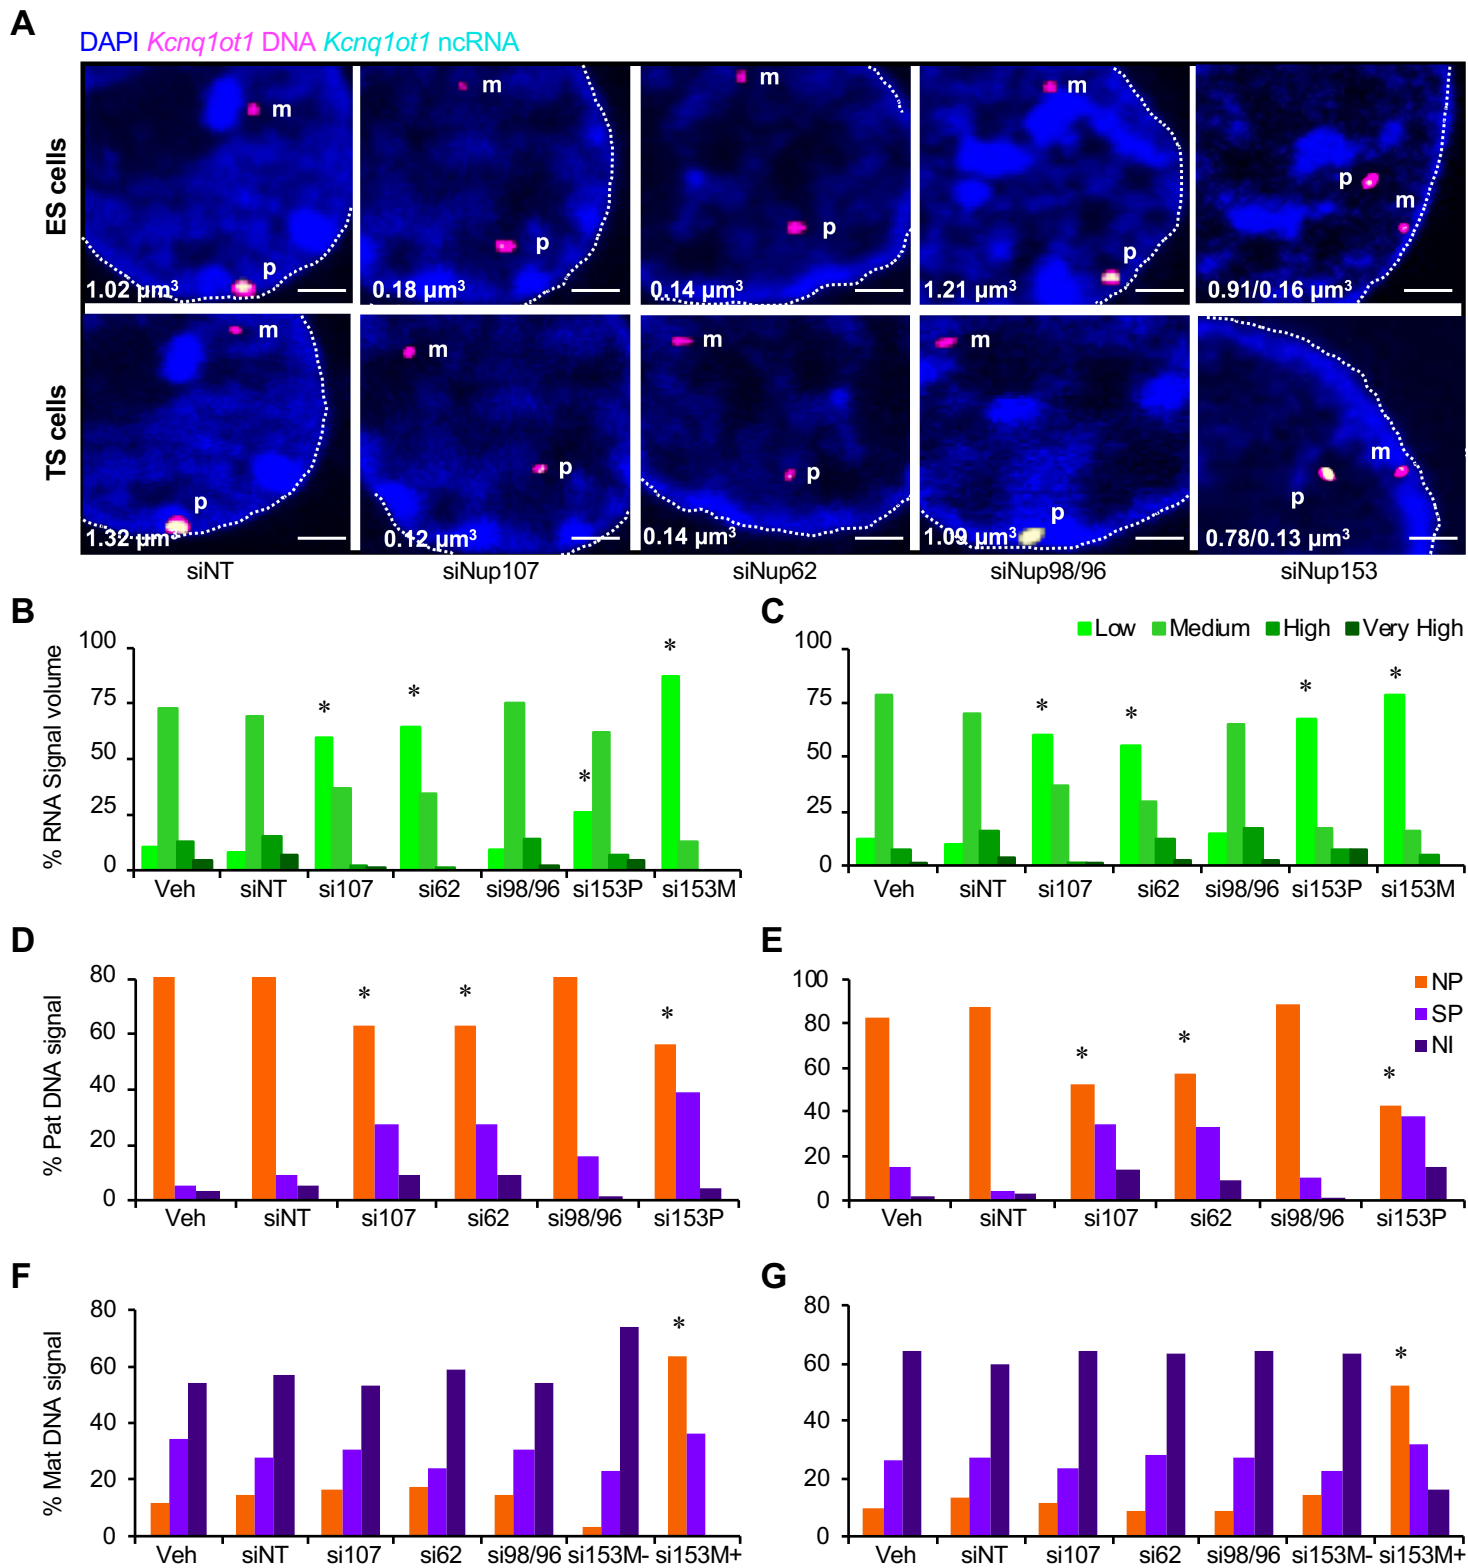 A
DAPI Kcnq1ot1 DNA Kcnq1ot1 ncRNA
ES cells
m
p
1.02 µm³
m
p
0.18 µm³
m
p
0.14 µm³
m
p
1.21 µm³
p
m
0.91/0.16 µm³
TS cells
m
p
1.32 µm³
m
p
0.12 µm³
m
p
0.14 µm³
m
p
1.09 µm³
m
p
0.78/0.13 µm³
siNT siNup107 siNup62 siNup98/96 siNup153
B
% RNA Signal volume
100
75
50
25
0
* * * *
Veh siNT si107 si62 si98/96 si153P si153M
C
Low Medium High Very High
100
75
50
25
0
* * * *
Veh siNT si107 si62 si98/96 si153P si153M
D
% Pat DNA signal
80
60
40
20
0
* * *
Veh siNT si107 si62 si98/96 si153P
E
100
80
60
40
20
0
* * *
NP
SP
NI
Veh siNT si107 si62 si98/96 si153P
F
% Mat DNA signal
80
60
40
20
0
*
Veh siNT si107 si62 si98/96 si153M- si153M+
G
80
60
40
20
0
*
Veh siNT si107 si62 si98/96 si153M- si153M+